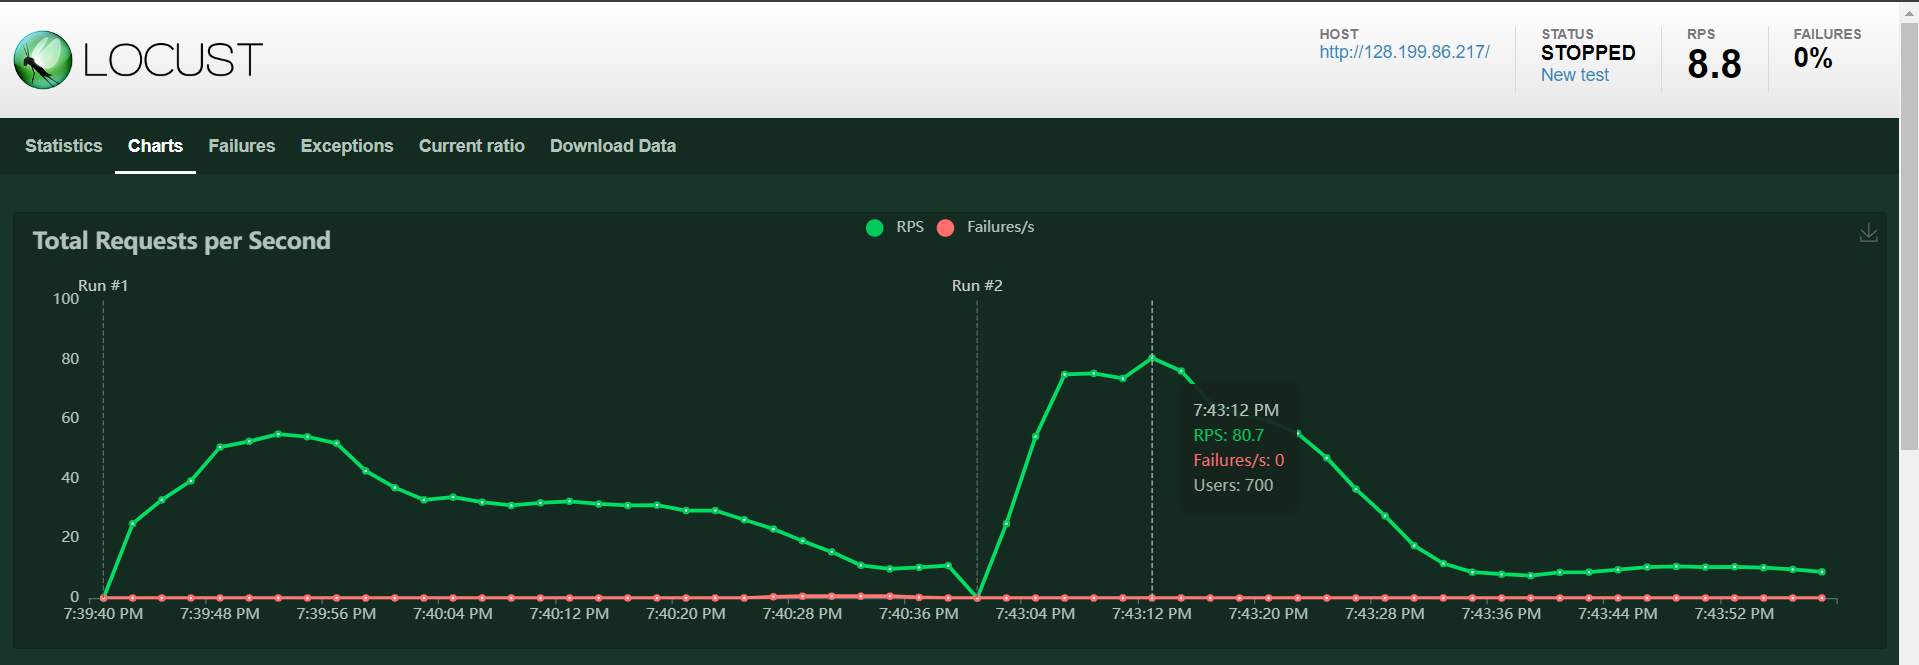 LOCUST
HOST
http://128.199.86.217/
STATUS
STOPPED
New test
RPS
8.8
FAILURES
0%
Statistics Charts Failures Exceptions Current ratio Download Data
Total Requests per Second
RPS Failures/s
Run #1 Run #2
100
80
60
40
20
0
7:43:12 PM
RPS: 80.7
Failures/s: 0
Users: 700
7:39:40 PM 7:39:48 PM 7:39:56 PM 7:40:04 PM 7:40:12 PM 7:40:20 PM 7:40:28 PM 7:40:36 PM 7:43:04 PM 7:43:12 PM 7:43:20 PM 7:43:28 PM 7:43:36 PM 7:43:44 PM 7:43:52 PM